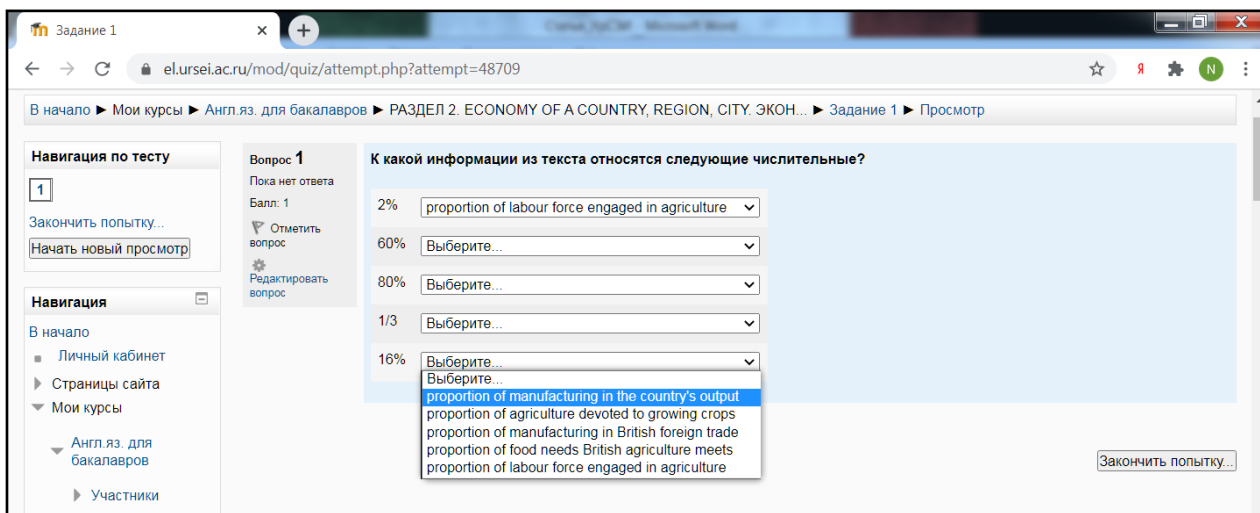 Задание 1
el.ursei.ac.ru/mod/quiz/attempt.php?attempt=48709
Я
N
В начало ► Мои курсы ► Англ.яз. для бакалавров ► РАЗДЕЛ 2. ECONOMY OF A COUNTRY, REGION, CITY. ЭКОН... ► Задание 1 ► Просмотр
Навигация по тесту
1
Закончить попытку...
Начать новый просмотр
Навигация
В начало
Личный кабинет
Страницы сайта
Мои курсы
Англ.яз. для
бакалавров
Участники
Вопрос 1
Пока нет ответа
Балл: 1
Отметить
вопрос
Редактировать
вопрос
К какой информации из текста относятся следующие числительные?
2% proportion of labour force engaged in agriculture
60% Выберите...
80% Выберите...
1/3 Выберите...
16% Выберите...
Выберите...
proportion of manufacturing in the country's output
proportion of agriculture devoted to growing crops
proportion of manufacturing in British foreign trade
proportion of food needs British agriculture meets
proportion of labour force engaged in agriculture
Закончить попытку...